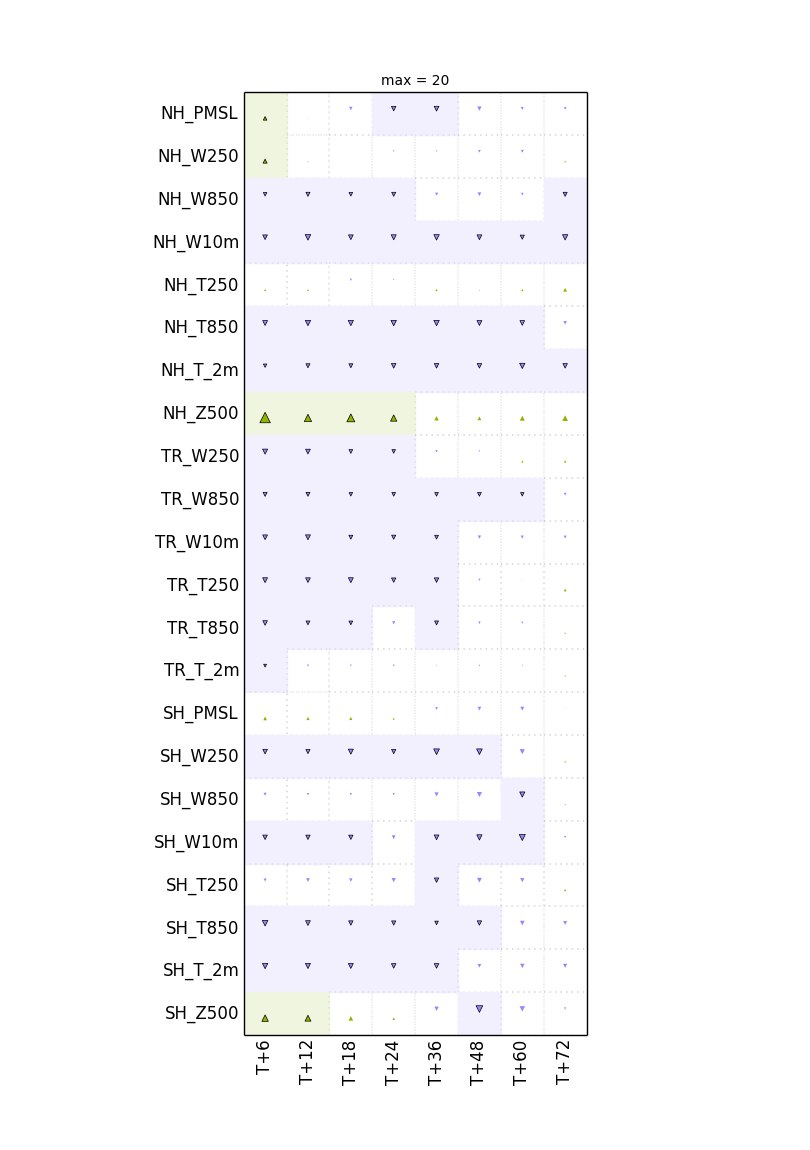 max = 20
NH_PMSL
NH_W250
NH_W850
NH_W10m
NH_T250
NH_T850
NH_T_2m
NH_Z500
TR_W250
TR_W850
TR_W10m
TR_T250
TR_T850
TR_T_2m
SH_PMSL
SH_W250
SH_W850
SH_W10m
SH_T250
SH_T850
SH_T_2m
SH_Z500
T+6 T+12 T+18 T+24 T+36 T+48 T+60 T+72